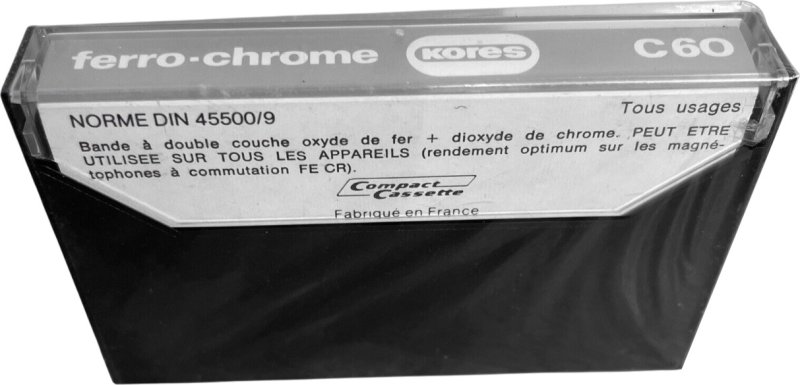 ferro-chrome KORES C60
NORME DIN 45500/9 Tous usages
Bande à double couche oxyde de fer + dioxyde de chrome. PEUT ETRE
UTILISEE SUR TOUS LES APPAREILS (rendement optimum sur les magné-
tophones à commutation FE CR).
Compact
Cassette
Fabriqué en France